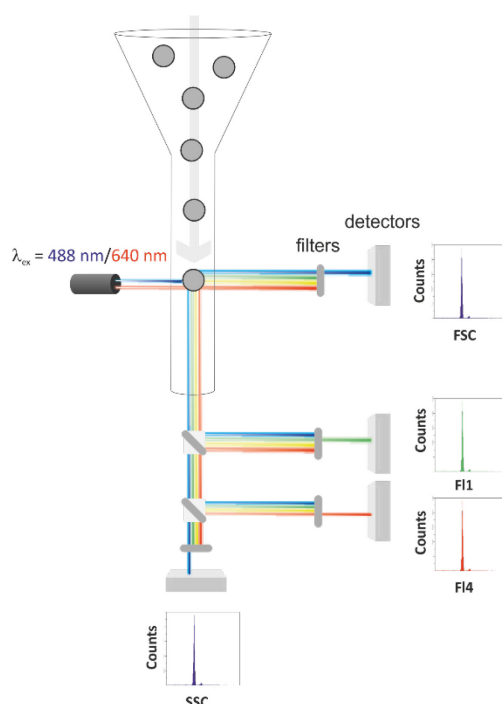 detectors
filters
λex = 488 nm/640 nm
Counts
FSC
Counts
Fl1
Counts
Fl4
Counts
SSC